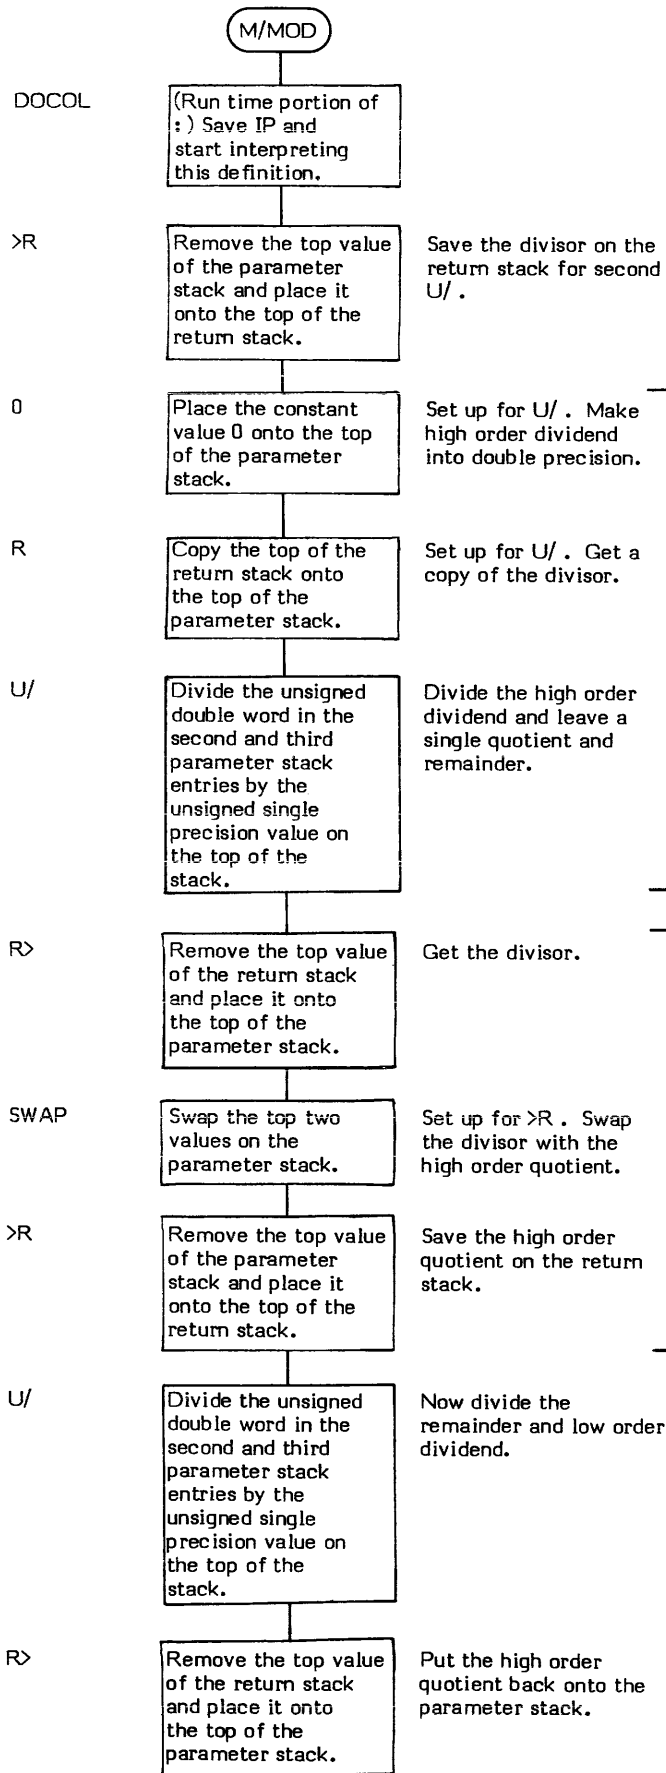 M/MOD
DOCOL
(Run time portion of
: ) Save IP and
start interpreting
this definition.
>R
Remove the top value
of the parameter
stack and place it
onto the top of the
return stack.
Save the divisor on the
return stack for second
U/ .
0
Place the constant
value 0 onto the top
of the parameter
stack.
Set up for U/ . Make
high order dividend
into double precision.
R
Copy the top of the
return stack onto
the top of the
parameter stack.
Set up for U/ . Get a
copy of the divisor.
U/
Divide the unsigned
double word in the
second and third
parameter stack
entries by the
unsigned single
precision value on
the top of the
stack.
Divide the high order
dividend and leave a
single quotient and
remainder.
R>
Remove the top value
of the return stack
and place it onto
the top of the
parameter stack.
Get the divisor.
SWAP
Swap the top two
values on the
parameter stack.
Set up for >R . Swap
the divisor with the
high order quotient.
>R
Remove the top value
of the parameter
stack and place it
onto the top of the
return stack.
Save the high order
quotient on the return
stack.
U/
Divide the unsigned
double word in the
second and third
parameter stack
entries by the
unsigned single
precision value on
the top of the
stack.
Now divide the
remainder and low order
dividend.
R>
Remove the top value
of the return stack
and place it onto
the top of the
parameter stack.
Put the high order
quotient back onto the
parameter stack.